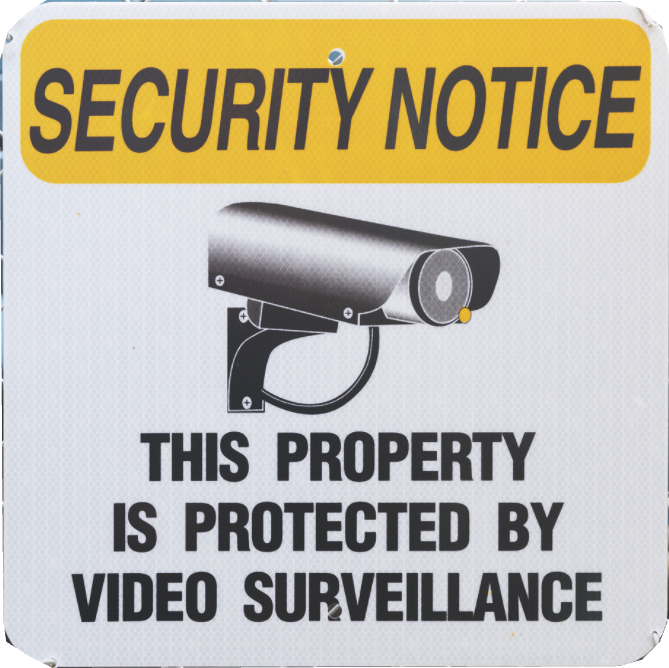 SECURITY NOTICE
THIS PROPERTY
IS PROTECTED BY
VIDEO SURVEILLANCE